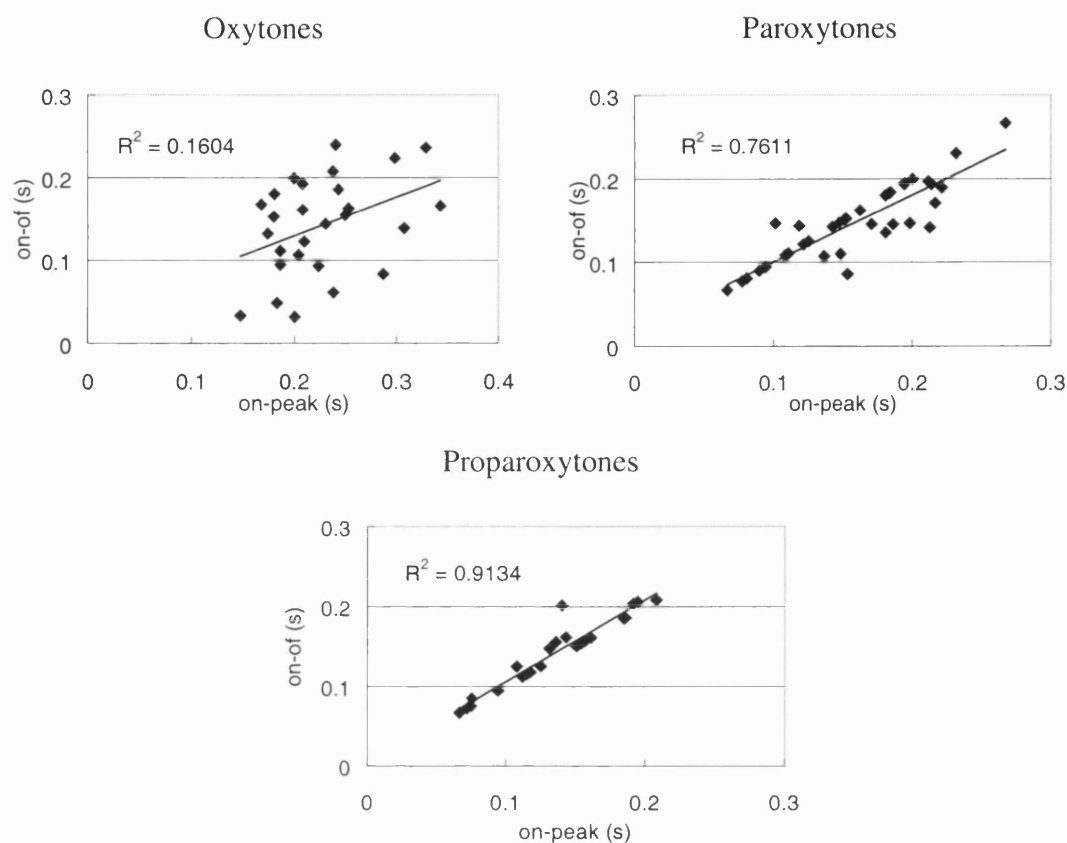 Oxytones
0.3
R² = 0.1604
0.2
on-of (s)
0.1
0
0 0.1 0.2 0.3 0.4
on-peak (s)
Paroxytones
0.3
R² = 0.7611
0.2
on-of (s)
0.1
0
0 0.1 0.2 0.3
on-peak (s)
Proparoxytones
0.3
R² = 0.9134
0.2
on-of (s)
0.1
0
0 0.1 0.2 0.3
on-peak (s)